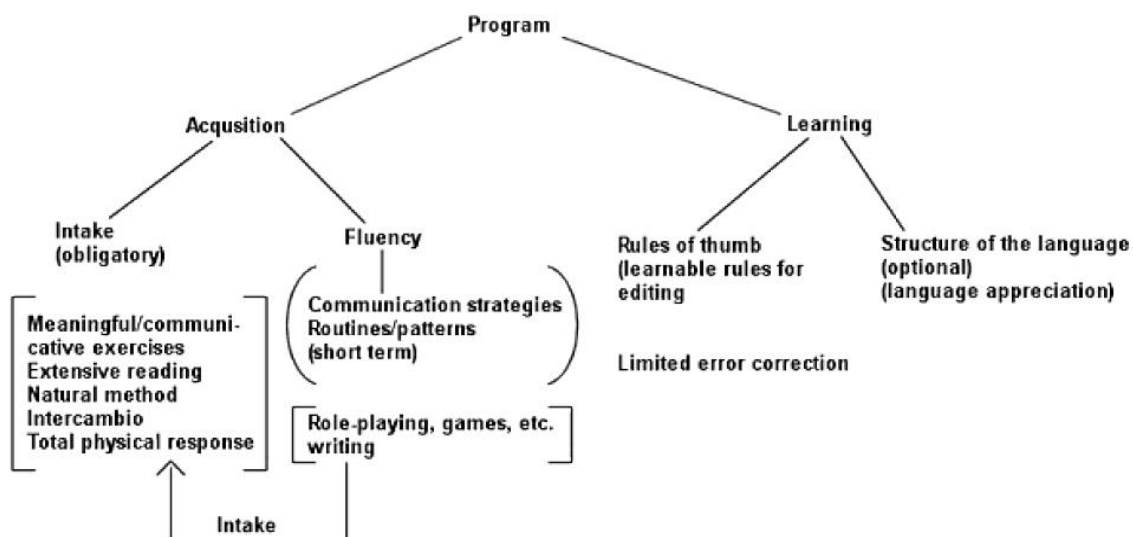 Program
Acqusition
Learning
Intake
(obligatory)
Fluency
Rules of thumb
(learnable rules for
editing
Structure of the language
(optional)
(language appreciation)
Meaningful/communi-
cative exercises
Extensive reading
Natural method
Intercambio
Total physical response
Communication strategies
Routines/patterns
(short term)
Limited error correction
Role-playing, games, etc.
writing
Intake